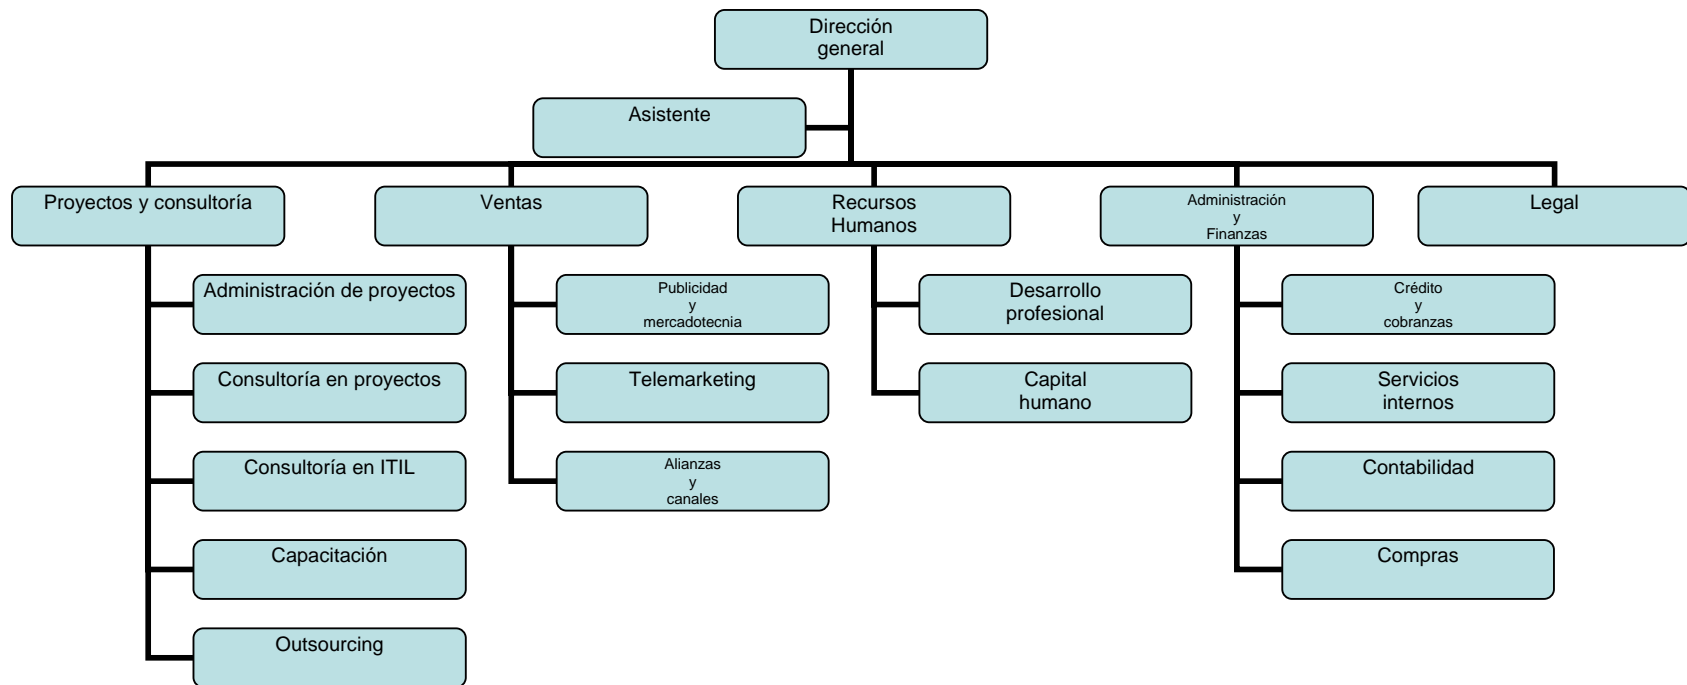 Dirección
general
Asistente
Proyectos y consultoría
Ventas
Recursos
Humanos
Administración
y
Finanzas
Legal
Administración de proyectos
Publicidad
y
mercadotecnia
Desarrollo
profesional
Crédito
y
cobranzas
Consultoría en proyectos
Telemarketing
Capital
humano
Servicios
internos
Consultoría en ITIL
Alianzas
y
canales
Contabilidad
Capacitación
Compras
Outsourcing